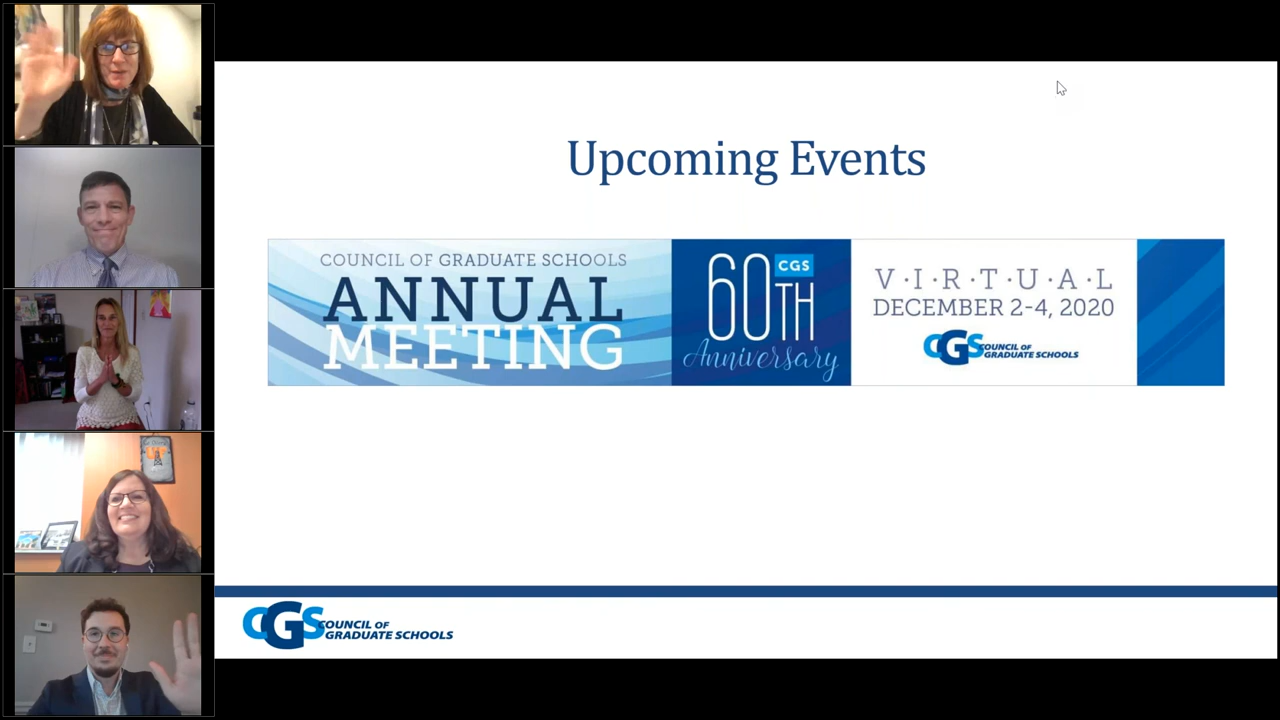 Upcoming Events
COUNCIL OF GRADUATE SCHOOLS
ANNUAL
MEETING
60TH
CGS
Anniversary
V·I·R·T·U·A·L
DECEMBER 2-4, 2020
CGS COUNCIL OF
GRADUATE SCHOOLS
CGS COUNCIL OF
GRADUATE SCHOOLS